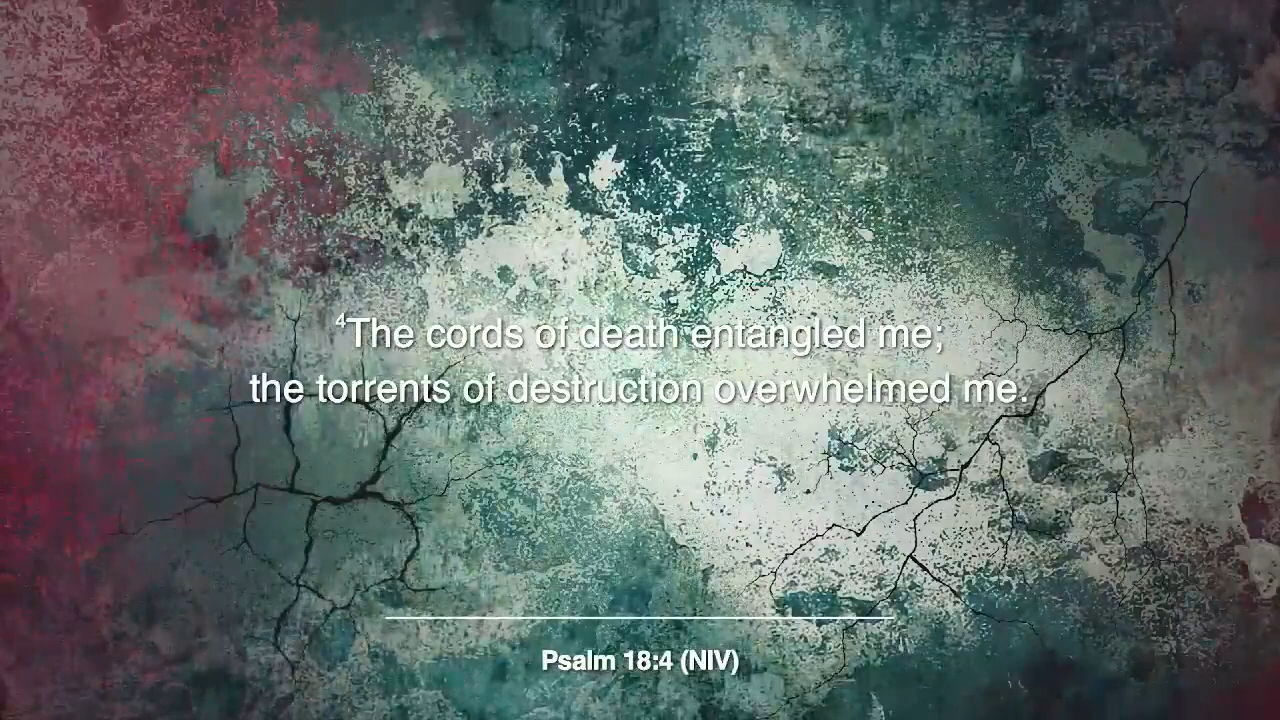 ⁴The cords of death entangled me;
the torrents of destruction overwhelmed me.
Psalm 18:4 (NIV)